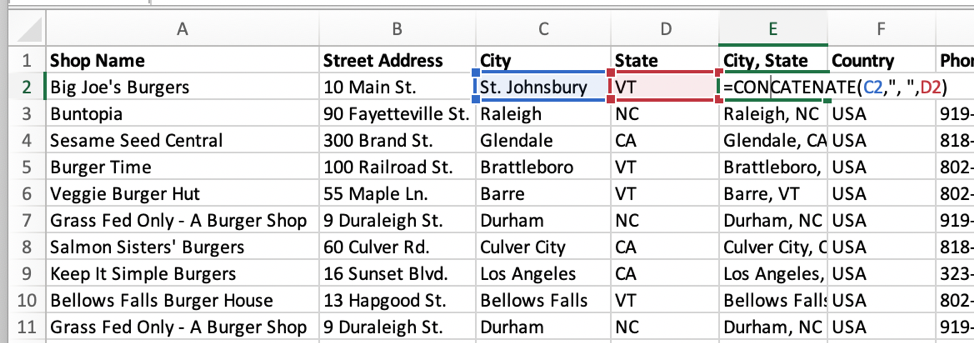 A B C D E F
1 Shop Name Street Address City State City, State Country Phor
2 Big Joe's Burgers 10 Main St. St. Johnsbury VT =CONCATENATE(C2,", ",D2)
3 Buntopia 90 Fayetteville St. Raleigh NC Raleigh, NC USA 919-
4 Sesame Seed Central 300 Brand St. Glendale CA Glendale, CA USA 818-
5 Burger Time 100 Railroad St. Brattleboro VT Brattleboro, USA 802-
6 Veggie Burger Hut 55 Maple Ln. Barre VT Barre, VT USA 802-
7 Grass Fed Only - A Burger Shop 9 Duraleigh St. Durham NC Durham, NC USA 919-
8 Salmon Sisters' Burgers 60 Culver Rd. Culver City CA Culver City, C USA 818-
9 Keep It Simple Burgers 16 Sunset Blvd. Los Angeles CA Los Angeles, USA 323-
10 Bellows Falls Burger House 13 Hapgood St. Bellows Falls VT Bellows Falls USA 802-
11 Grass Fed Only - A Burger Shop 9 Duraleigh St. Durham NC Durham, NC USA 919-